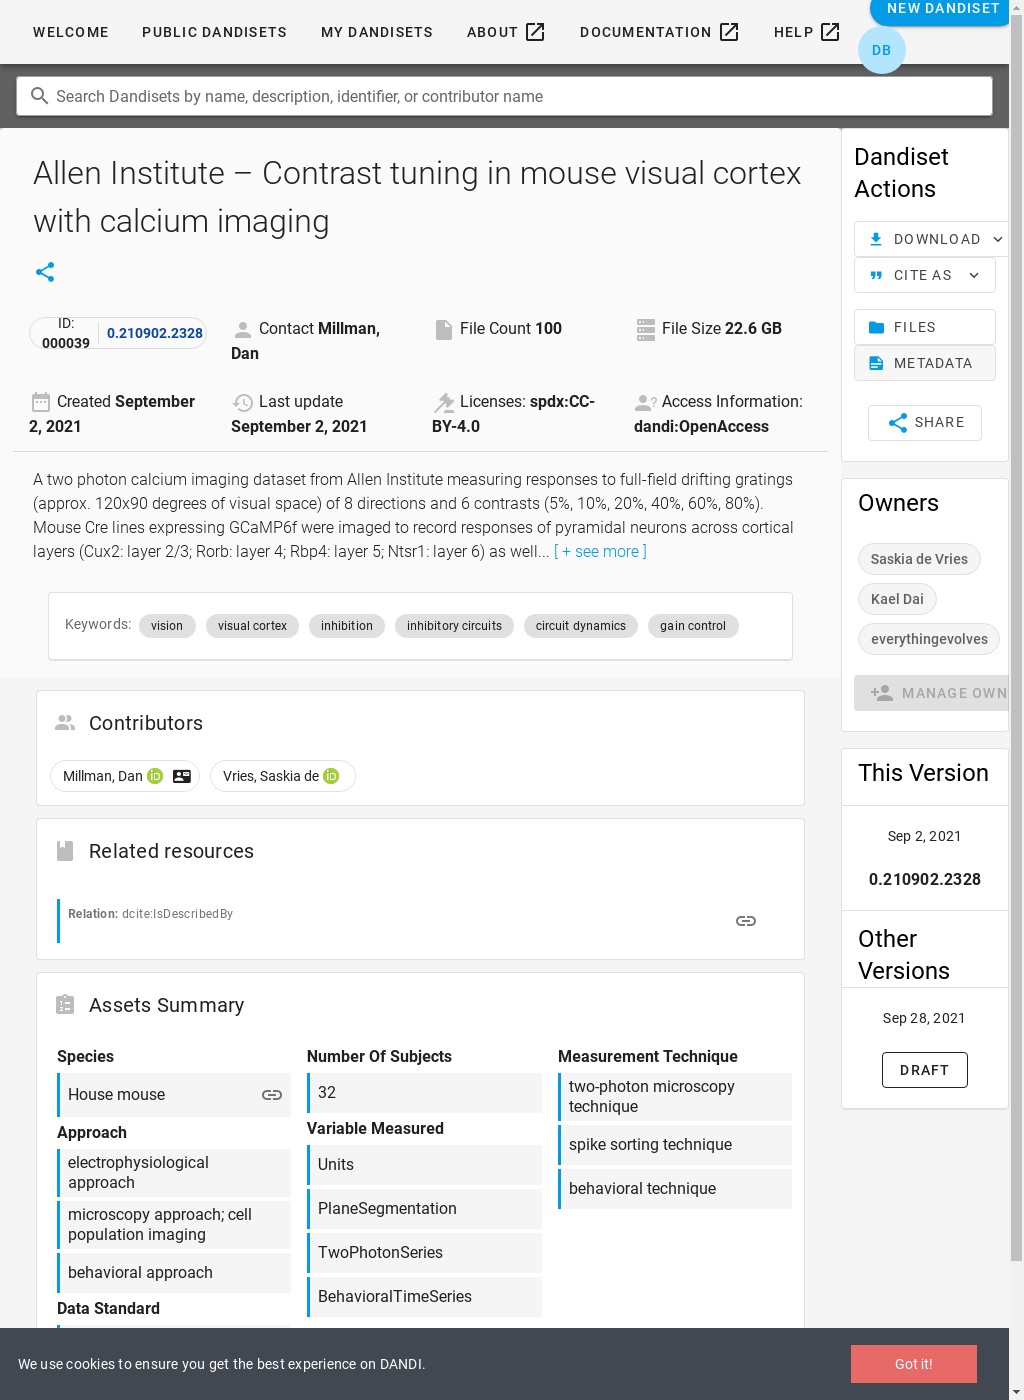 WELCOME PUBLIC DANDISETS MY DANDISETS ABOUT DOCUMENTATION HELP NEW DANDISET
DB
Search Dandisets by name, description, identifier, or contributor name
Allen Institute – Contrast tuning in mouse visual cortex
with calcium imaging
ID:
000039
0.210902.2328
Contact Millman,
Dan
File Count 100
File Size 22.6 GB
Created September
2, 2021
Last update
September 2, 2021
Licenses: spdx:CC-
BY-4.0
Access Information:
dandi:OpenAccess
A two photon calcium imaging dataset from Allen Institute measuring responses to full-field drifting gratings
(approx. 120x90 degrees of visual space) of 8 directions and 6 contrasts (5%, 10%, 20%, 40%, 60%, 80%).
Mouse Cre lines expressing GCaMP6f were imaged to record responses of pyramidal neurons across cortical
layers (Cux2: layer 2/3; Rorb: layer 4; Rbp4: layer 5; Ntsr1: layer 6) as well... [ + see more ]
Keywords: vision visual cortex inhibition inhibitory circuits circuit dynamics gain control
Contributors
Millman, Dan iD Vries, Saskia de iD
Related resources
Relation: dcite:IsDescribedBy
Assets Summary
Species
House mouse
Approach
electrophysiological
approach
microscopy approach; cell
population imaging
behavioral approach
Data Standard
Number Of Subjects
32
Variable Measured
Units
PlaneSegmentation
TwoPhotonSeries
BehavioralTimeSeries
Measurement Technique
two-photon microscopy
technique
spike sorting technique
behavioral technique
Dandiset
Actions
DOWNLOAD
CITE AS
FILES
METADATA
SHARE
Owners
Saskia de Vries
Kael Dai
everythingevolves
MANAGE OWN
This Version
Sep 2, 2021
0.210902.2328
Other
Versions
Sep 28, 2021
DRAFT
We use cookies to ensure you get the best experience on DANDI.
Got it!